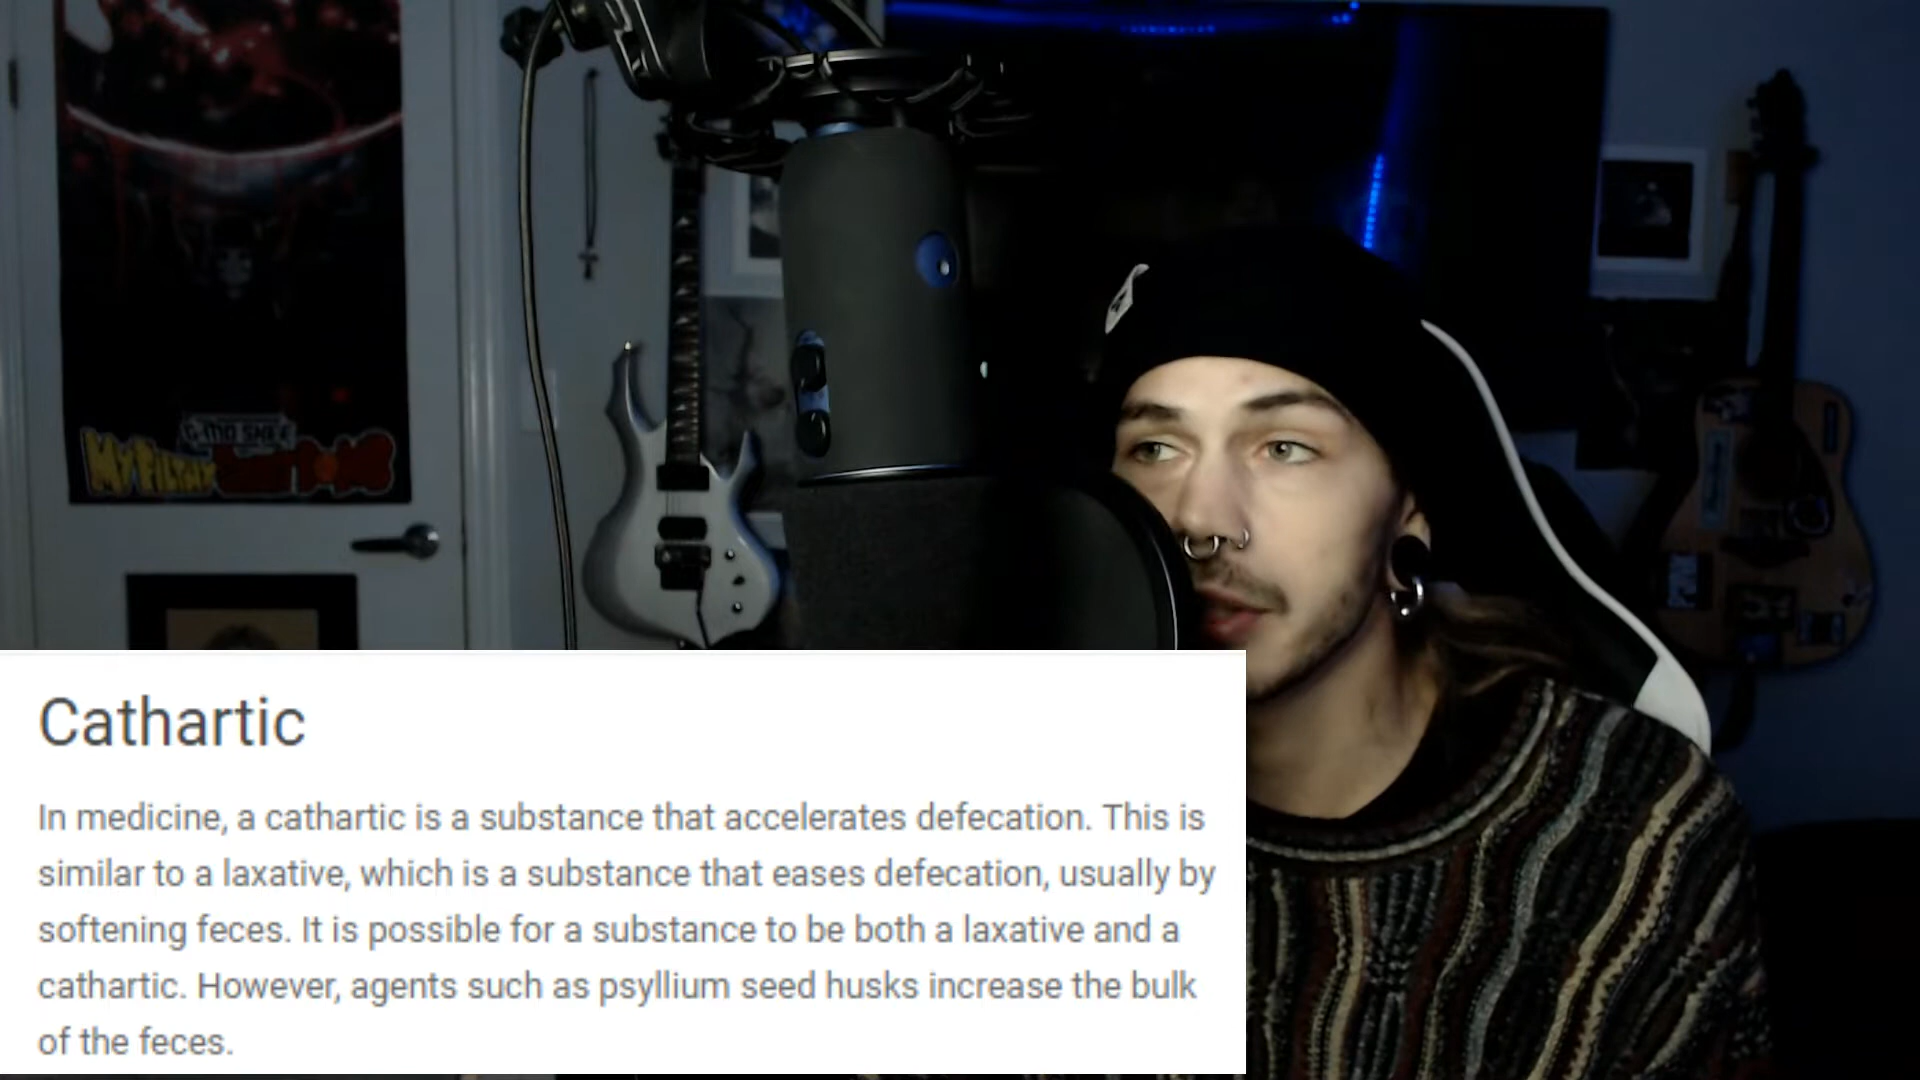 MY FILTHY
Cathartic
In medicine, a cathartic is a substance that accelerates defecation. This is
similar to a laxative, which is a substance that eases defecation, usually by
softening feces. It is possible for a substance to be both a laxative and a
cathartic. However, agents such as psyllium seed husks increase the bulk
of the feces.